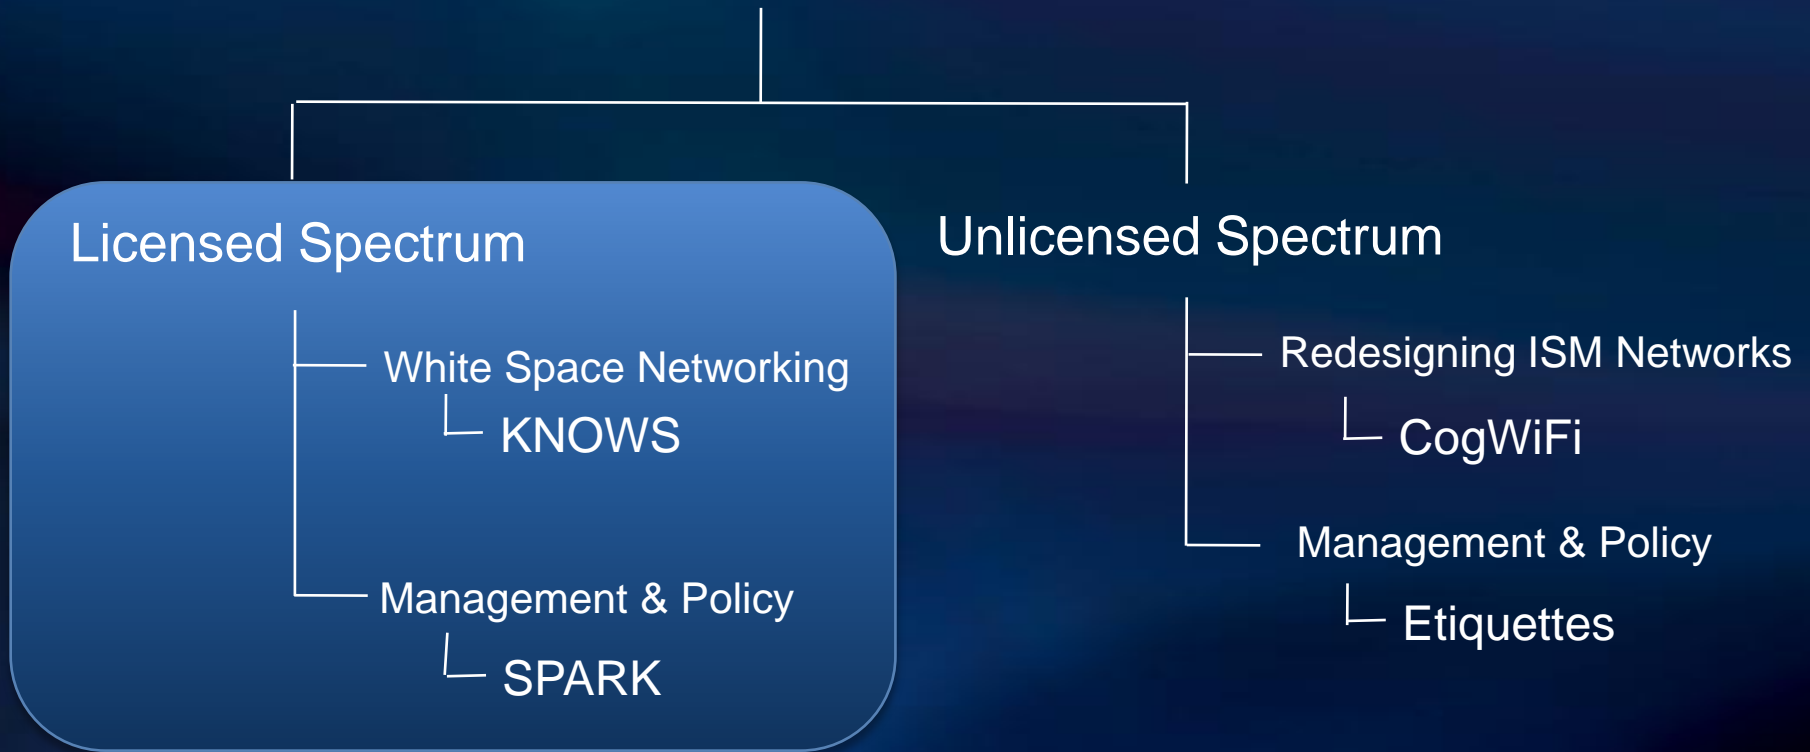 Licensed Spectrum
White Space Networking
KNOWS
Management & Policy
SPARK
Unlicensed Spectrum
Redesigning ISM Networks
CogWiFi
Management & Policy
Etiquettes